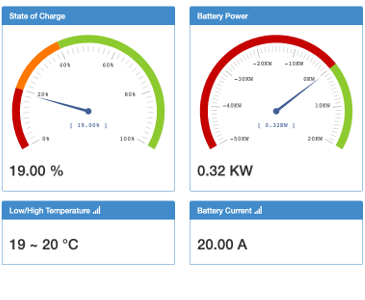 State of Charge
40%
60%
20%
80%
[ 19.00% ]
0%
100%
19.00 %
Battery Power
-20KW
-10KW
-30KW
0KW
-40KW
10KW
[ 0.32KW ]
-50KW
20KW
0.32 KW
Low/High Temperature
19 ~ 20 °C
Battery Current
20.00 A